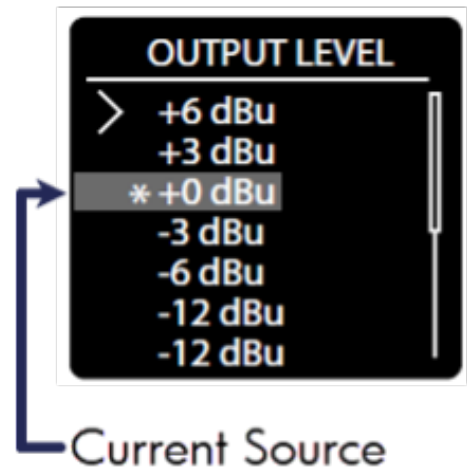 OUTPUT LEVEL
> +6 dBu
+3 dBu
* +0 dBu
-3 dBu
-6 dBu
-12 dBu
-12 dBu
Current Source